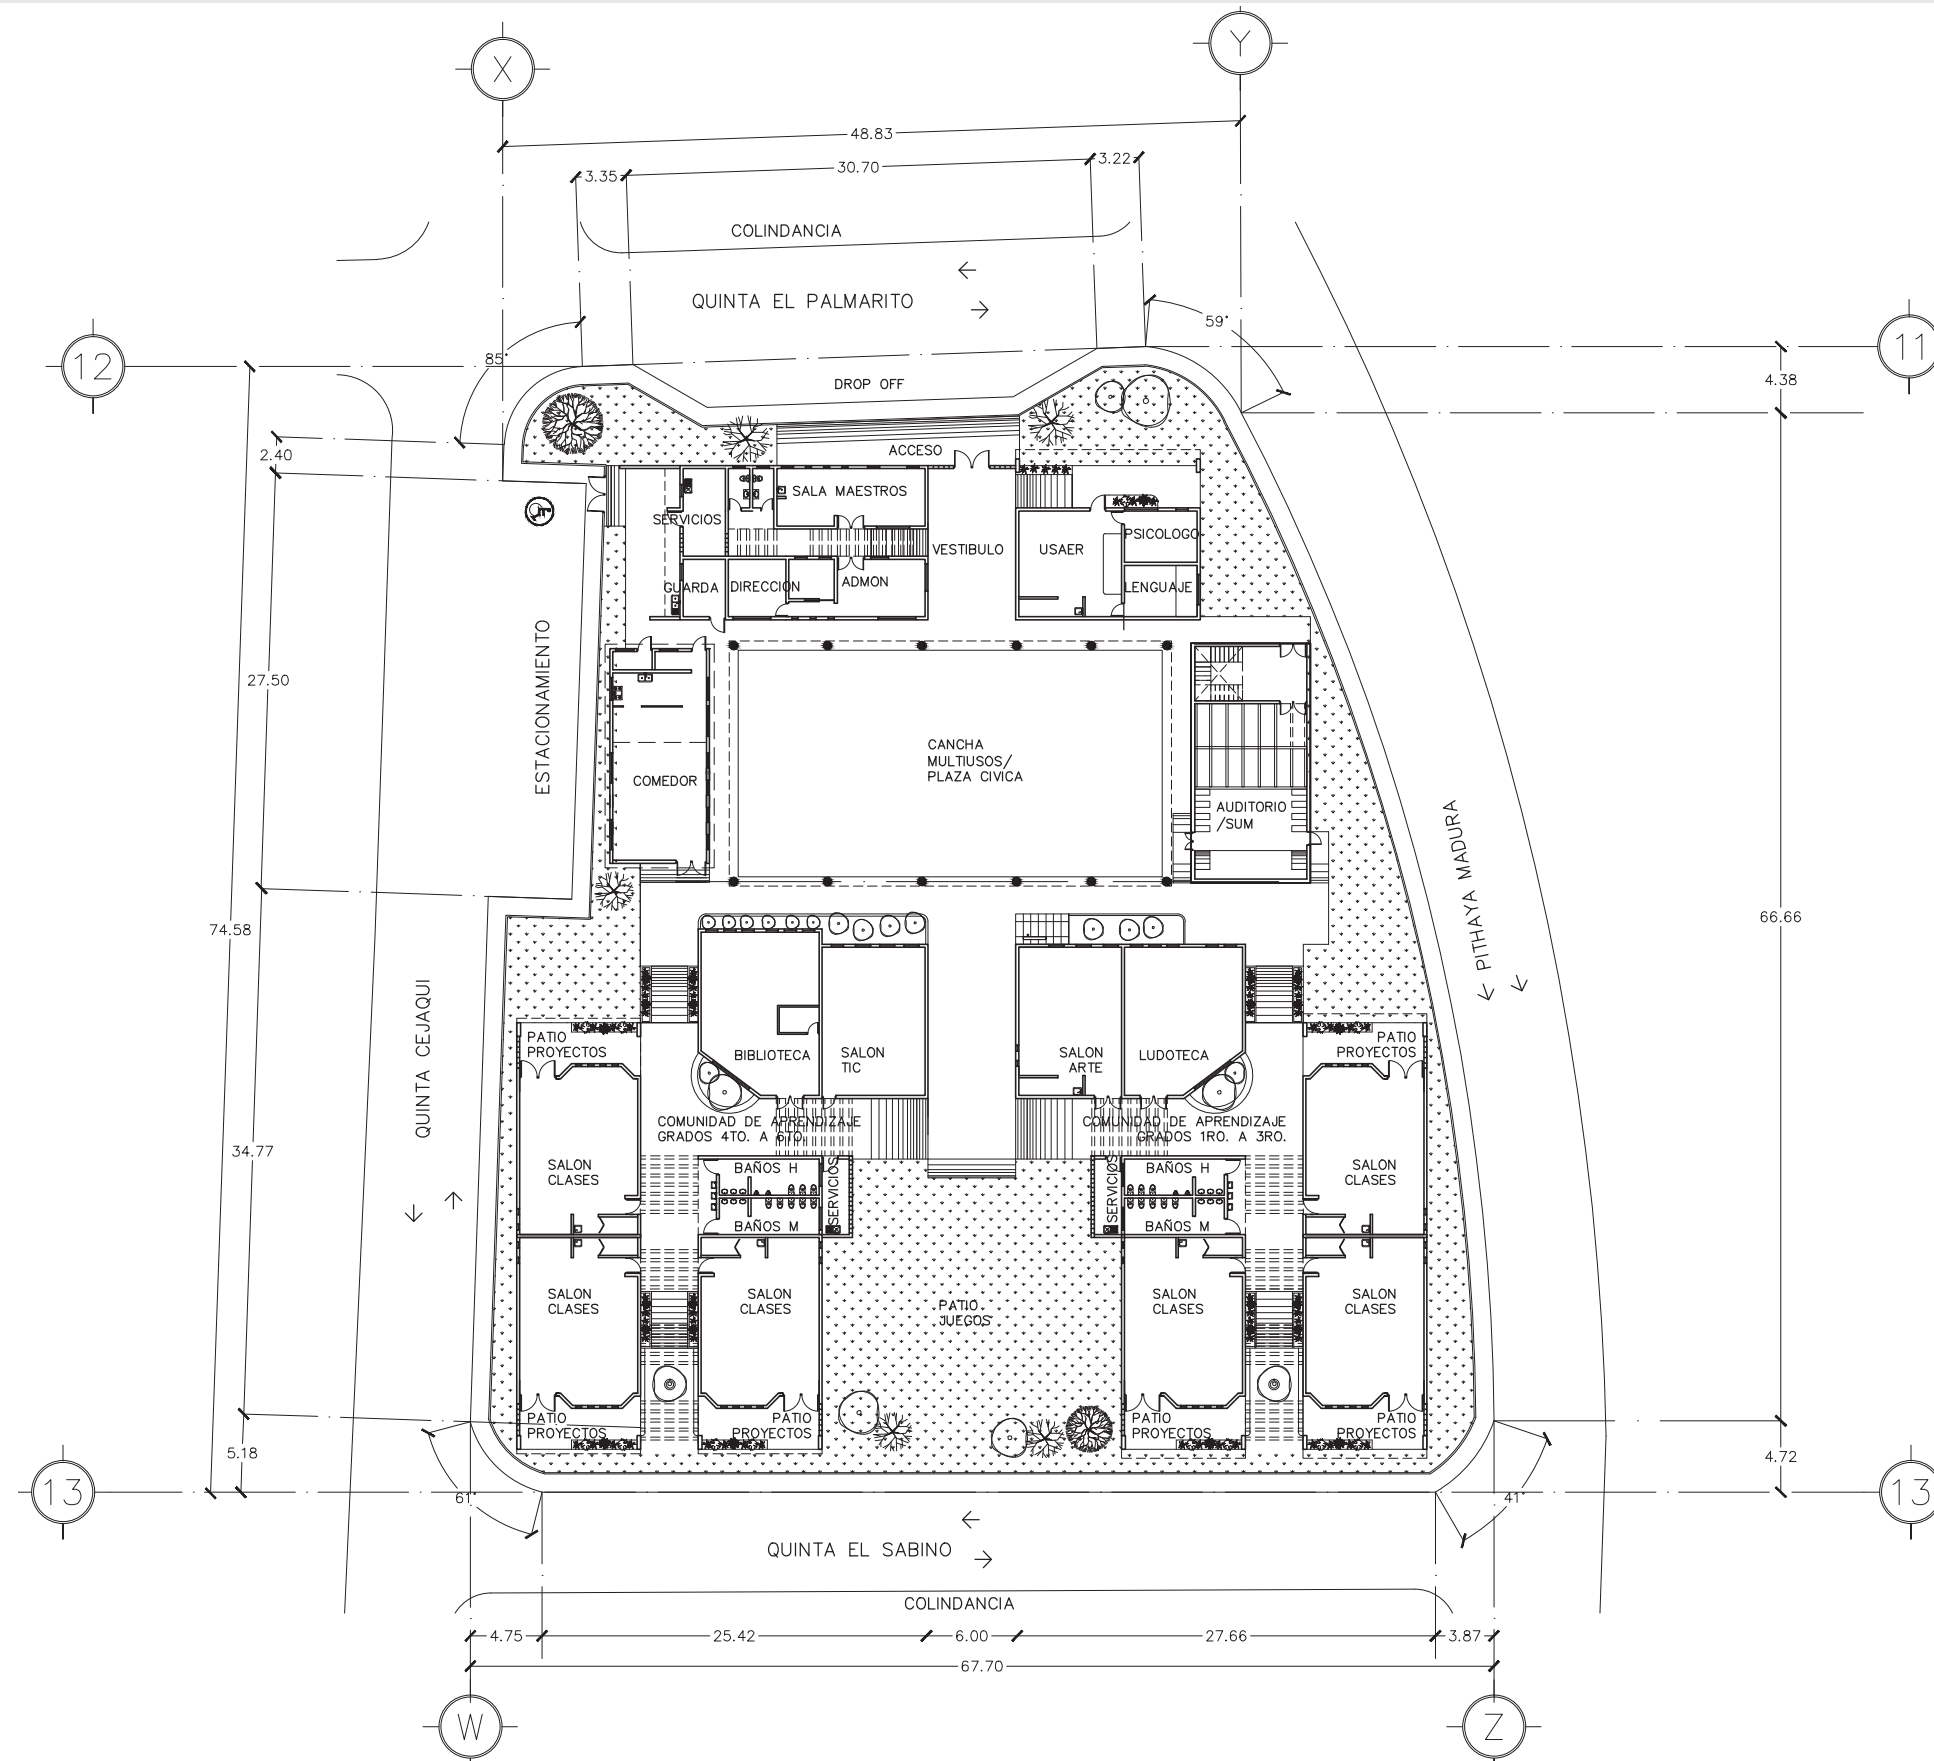 X
Y
48.83
3.35
30.70
3.22
COLINDANCIA
QUINTA EL PALMARITO
59°
85°
12
11
DROP OFF
4.38
ACCESO
2.40
SALA MAESTROS
SERVICIOS
PSICOLOGO
VESTIBULO
USAER
GUARDA
DIRECCION
ADMON
LENGUAJE
ESTACIONAMIENTO
27.50
CANCHA
MULTIUSOS/
PLAZA CIVICA
COMEDOR
AUDITORIO
/SUM
PITHAYA MADURA
74.58
66.66
QUINTA CEJAQUI
PATIO
PROYECTOS
BIBLIOTECA
SALON
TIC
SALON
ARTE
LUDOTECA
PATIO
PROYECTOS
COMUNIDAD DE APRENDIZAJE
GRADOS 4TO. A 6TO.
COMUNIDAD DE APRENDIZAJE
GRADOS 1RO. A 3RO.
34.77
SALON
CLASES
BAÑOS H
SERVICIOS
BAÑOS M
SERVICIOS
BAÑOS H
BAÑOS M
SALON
CLASES
SALON
CLASES
SALON
CLASES
PATIO
JUEGOS
SALON
CLASES
SALON
CLASES
PATIO
PROYECTOS
PATIO
PROYECTOS
PATIO
PROYECTOS
PATIO
PROYECTOS
5.18
4.72
13
61°
41°
13
QUINTA EL SABINO
COLINDANCIA
4.75
25.42
6.00
27.66
3.87
67.70
W
Z